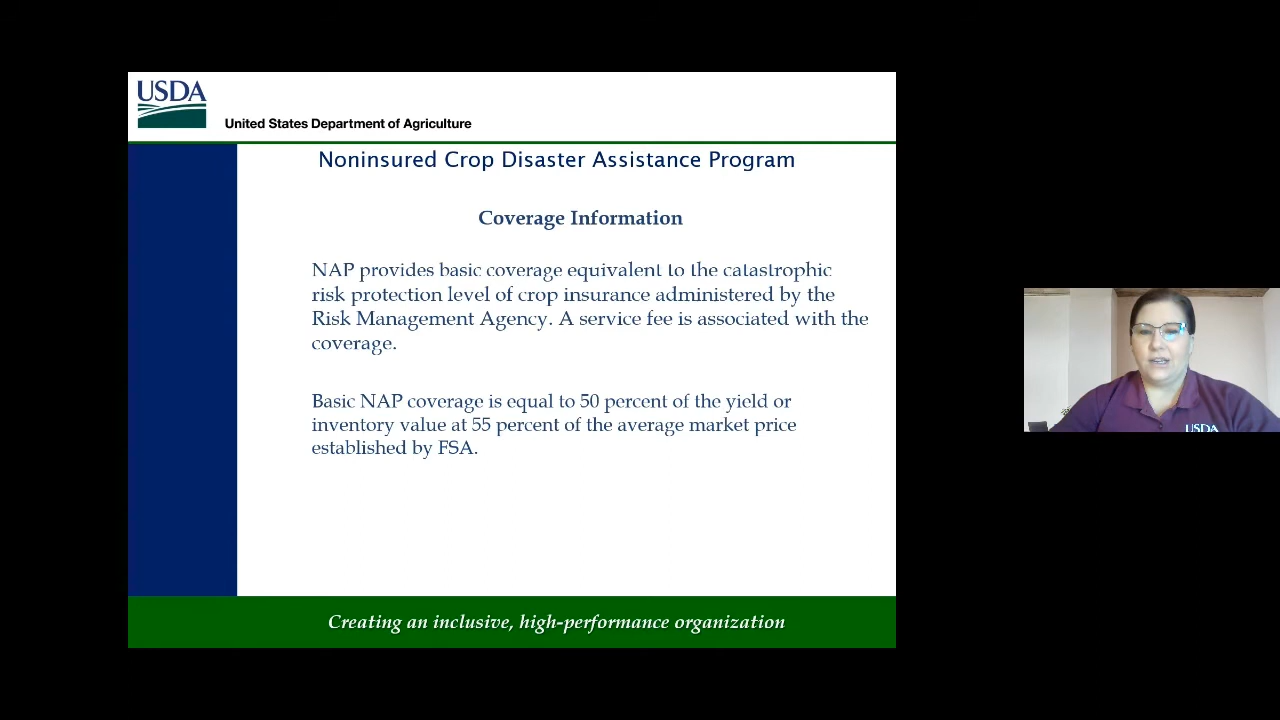 USDA
United States Department of Agriculture
Noninsured Crop Disaster Assistance Program
Coverage Information
NAP provides basic coverage equivalent to the catastrophic
risk protection level of crop insurance administered by the
Risk Management Agency. A service fee is associated with the
coverage.
Basic NAP coverage is equal to 50 percent of the yield or
inventory value at 55 percent of the average market price
established by FSA.
USDA
Creating an inclusive, high-performance organization